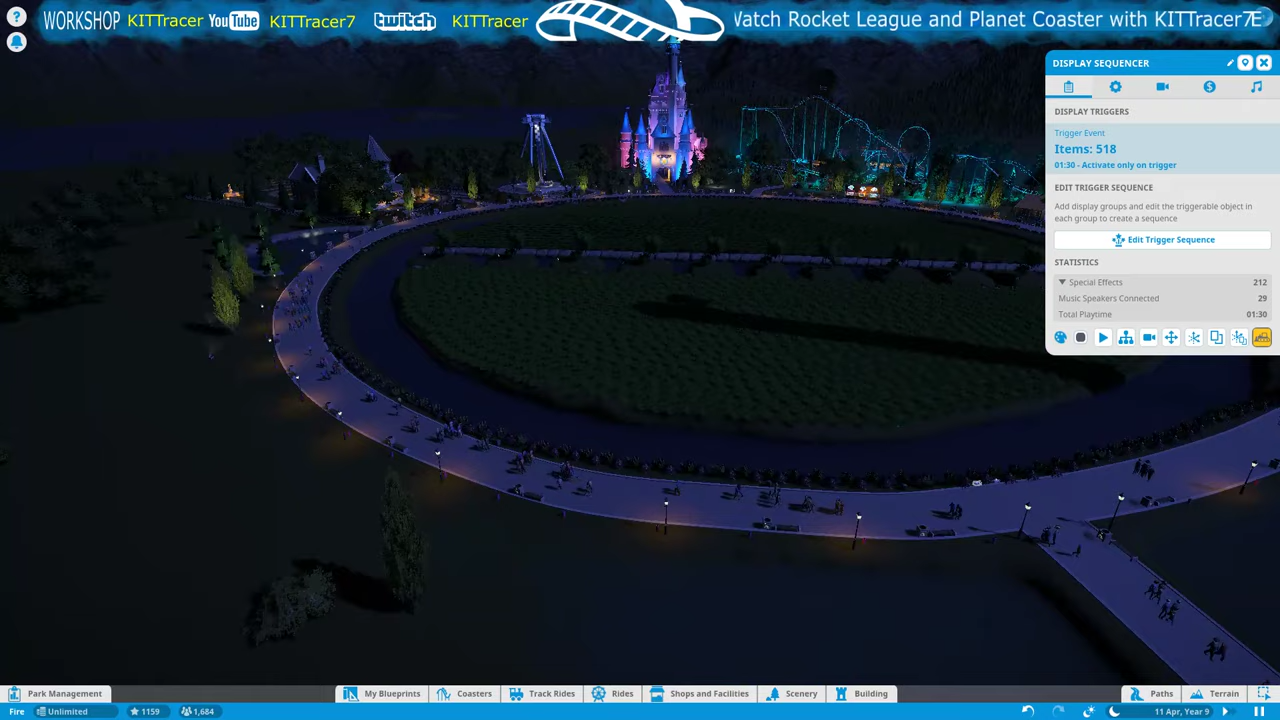 WORKSHOP KITTracer YouTube KITTracer7 twitch KITTracer Watch Rocket League and Planet Coaster with KITTracer7
DISPLAY SEQUENCER
DISPLAY TRIGGERS
Trigger Event
Items: 518
01:30 - Activate only on trigger
EDIT TRIGGER SEQUENCE
Add display groups and edit the triggerable object in
each group to create a sequence
Edit Trigger Sequence
STATISTICS
Special Effects 212
Music Speakers Connected 29
Total Playtime 01:30
Park Management My Blueprints Coasters Track Rides Rides Shops and Facilities Scenery Building Paths Terrain
Fire Unlimited 1159 1,684 11 Apr, Year 9